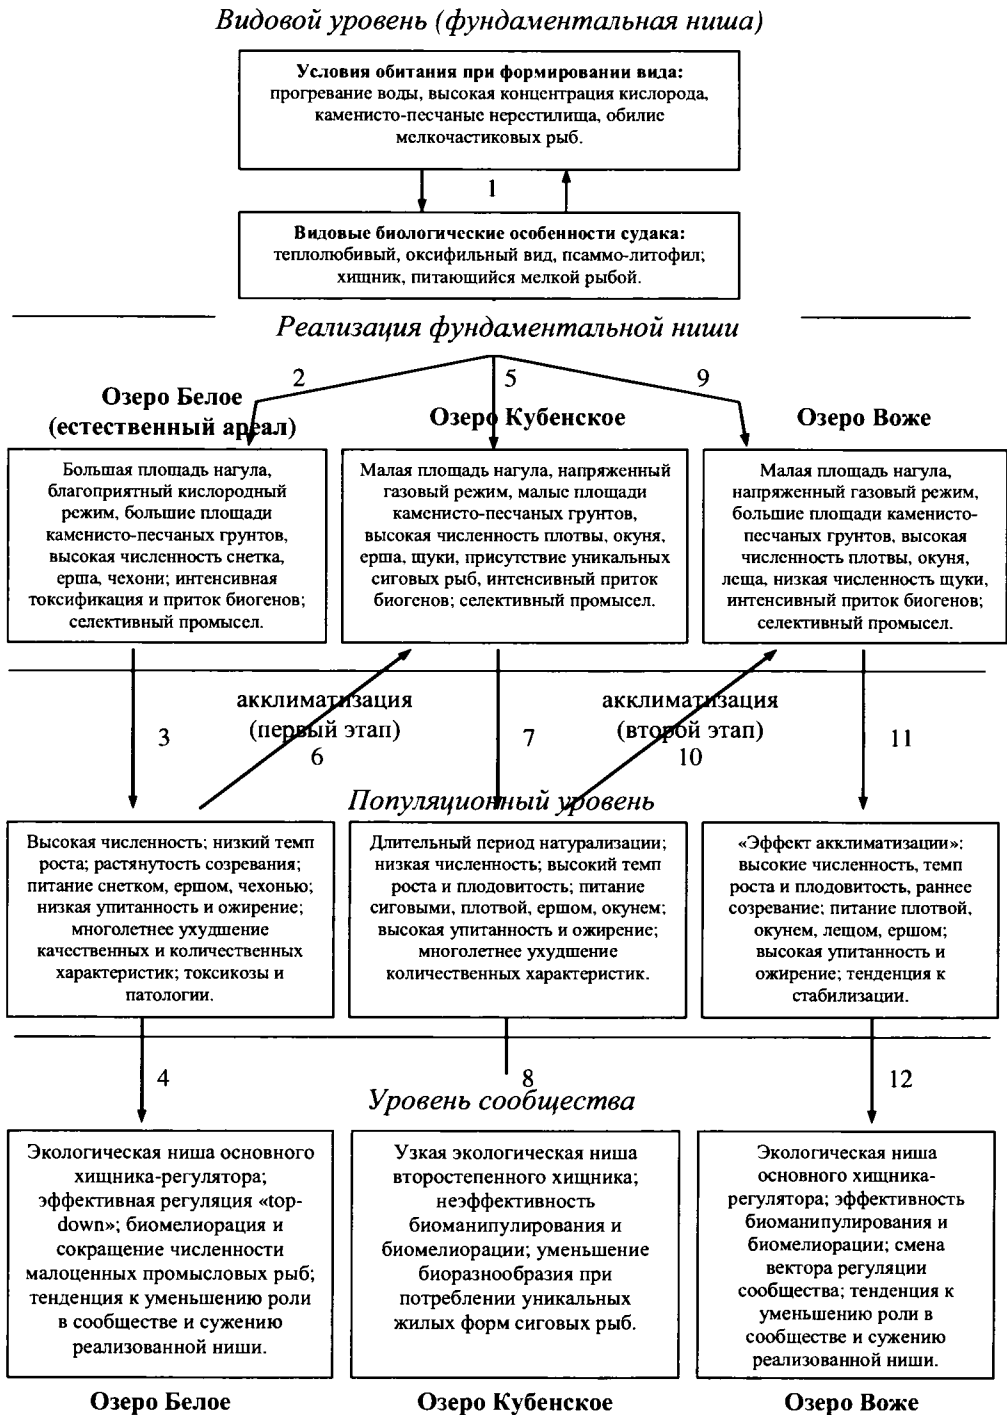 Видовой уровень (фундаментальная ниша)
Условия обитания при формировании вида:
прогревание воды, высокая концентрация кислорода,
каменисто-песчаные нерестилища, обилие
мелкочастиковых рыб.
1
Видовые биологические особенности судака:
теплолюбивый, оксифильный вид, псаммо-литофил;
хищник, питающийся мелкой рыбой.
Реализация фундаментальной ниши
2
5
9
Озеро Белое
(естественный ареал)
Озеро Кубенское
Озеро Воже
Большая площадь нагула,
благоприятный кислородный
режим, большие площади
каменисто-песчаных грунтов,
высокая численность снетка,
ерша, чехони; интенсивная
токсификация и приток биогенов;
селективный промысел.
Малая площадь нагула, напряженный
газовый режим, малые площади
каменисто-песчаных грунтов,
высокая численность плотвы, окуня,
ерша, щуки, присутствие уникальных
сиговых рыб, интенсивный приток
биогенов; селективный промысел.
Малая площадь нагула,
напряженный газовый режим,
большие площади каменисто-
песчаных грунтов, высокая
численность плотвы, окуня,
леща, низкая численность щуки,
интенсивный приток биогенов;
селективный промысел.
3
акклиматизация
(первый этап)
6
7
акклиматизация
(второй этап)
10
11
Популяционный уровень
Высокая численность; низкий темп
роста; растянутость созревания;
питание снетком, ершом, чехонью;
низкая упитанность и ожирение;
многолетнее ухудшение
качественных и количественных
характеристик; токсикозы и
патологии.
Длительный период натурализации;
низкая численность; высокий темп
роста и плодовитость; питание
сиговыми, плотвой, ершом, окунем;
высокая упитанность и ожирение;
многолетнее ухудшение
количественных характеристик.
«Эффект акклиматизации»:
высокие численность, темп
роста и плодовитость, раннее
созревание; питание плотвой,
окунем, лещом, ершом;
высокая упитанность и
ожирение; тенденция к
стабилизации.
4
8
12
Уровень сообщества
Экологическая ниша основного
хищника-регулятора;
эффективная регуляция «top-
down»; биомелиорация и
сокращение численности
малоценных промысловых рыб;
тенденция к уменьшению роли
в сообществе и сужению
реализованной ниши.
Узкая экологическая ниша
второстепенного хищника;
неэффективность
биоманипулирования и
биомелиорации; уменьшение
биоразнообразия при
потреблении уникальных
жилых форм сиговых рыб.
Экологическая ниша
основного хищника-
регулятора; эффективность
биоманипулирования и
биомелиорации; смена
вектора регуляции
сообщества; тенденция к
уменьшению роли в
сообществе и сужению
реализованной ниши.
Озеро Белое
Озеро Кубенское
Озеро Воже